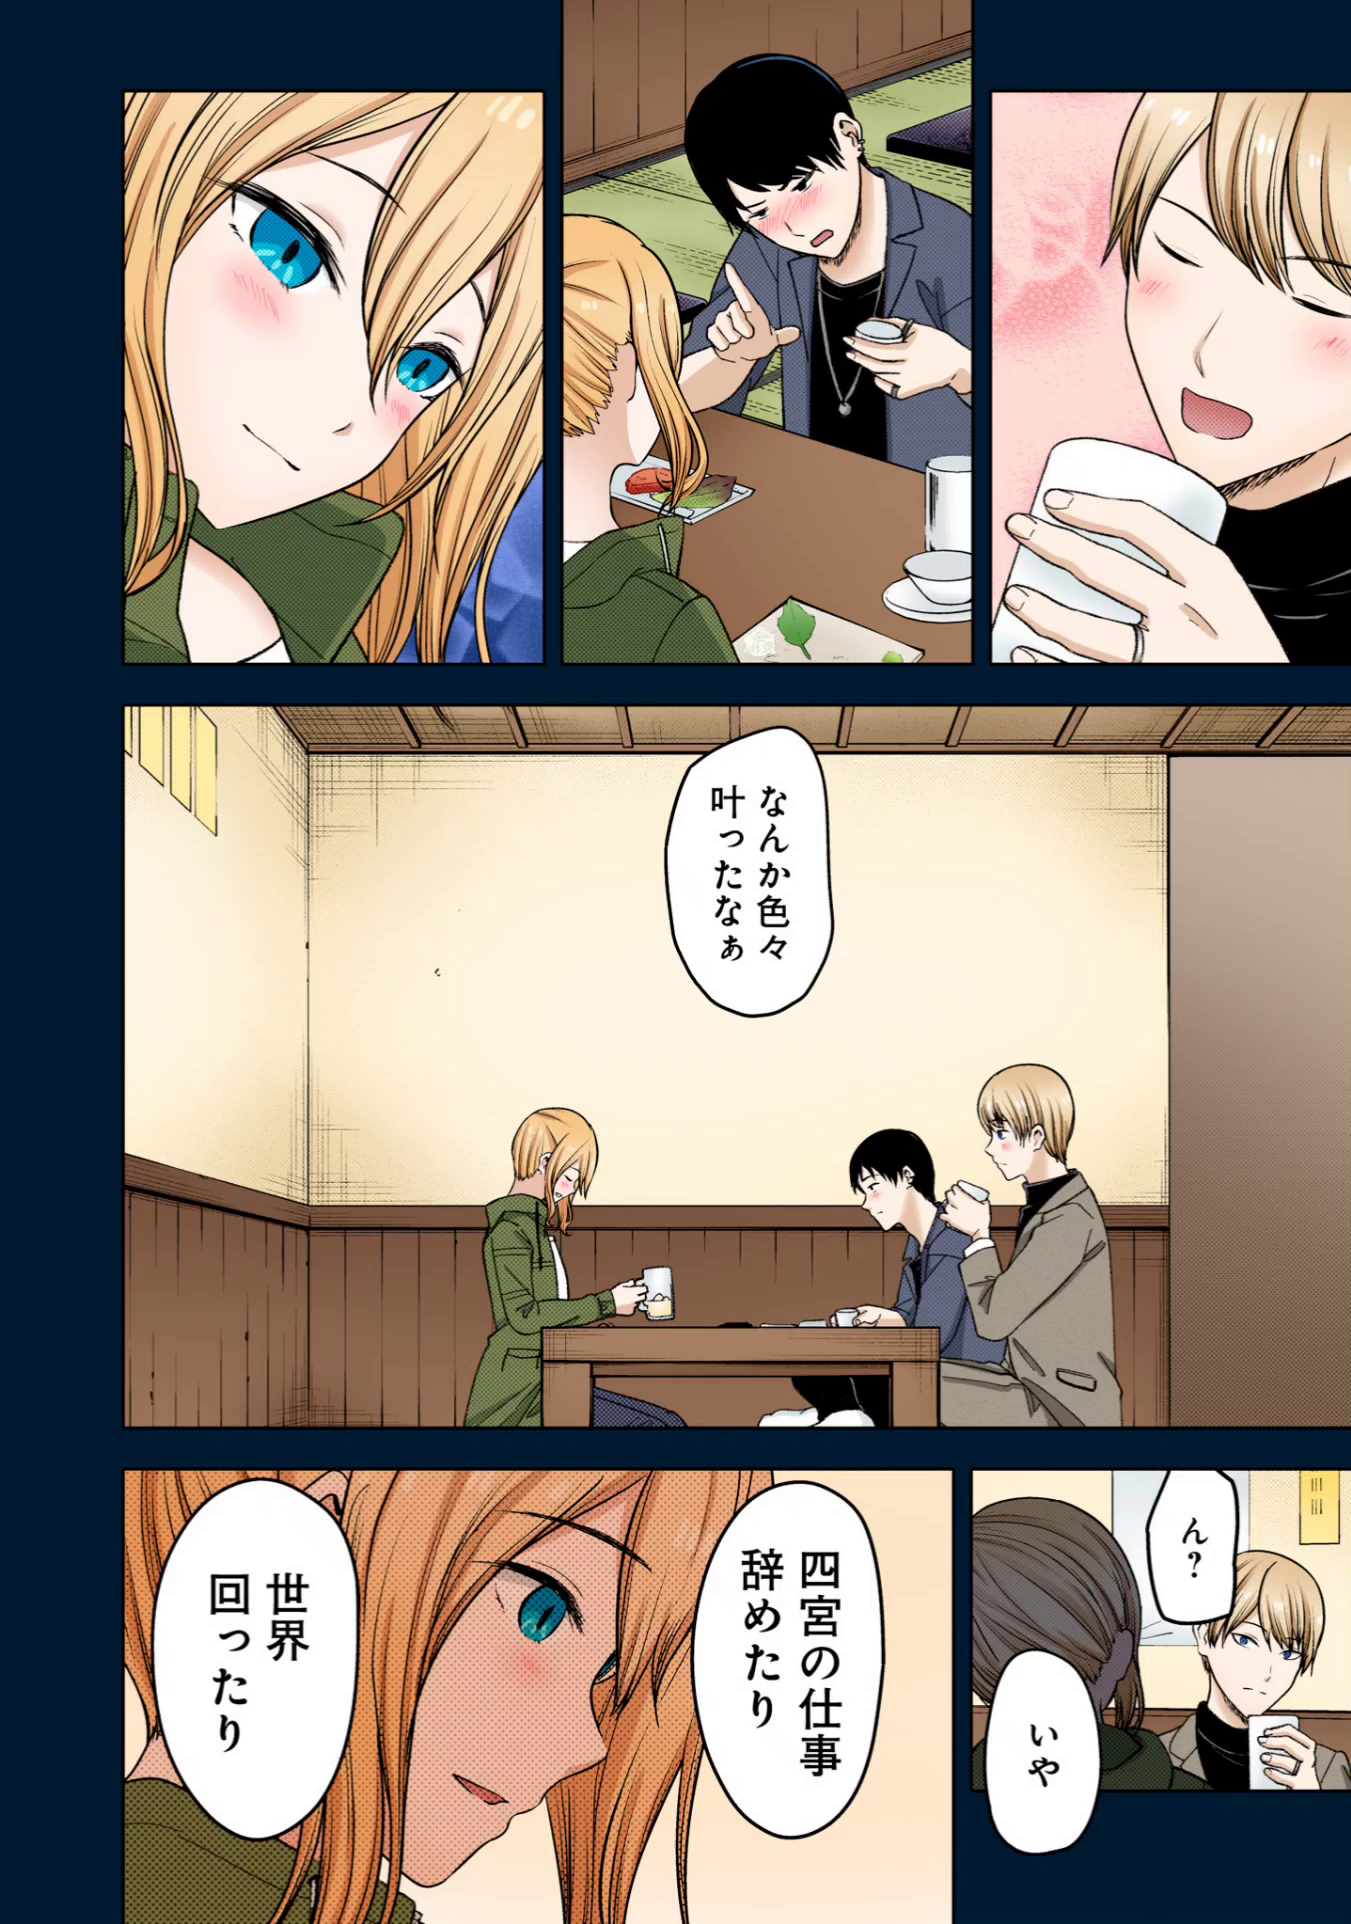 なんか色々
叶ったなぁ
ん?
いや
四宮の仕事
辞めたり
世界
回ったり